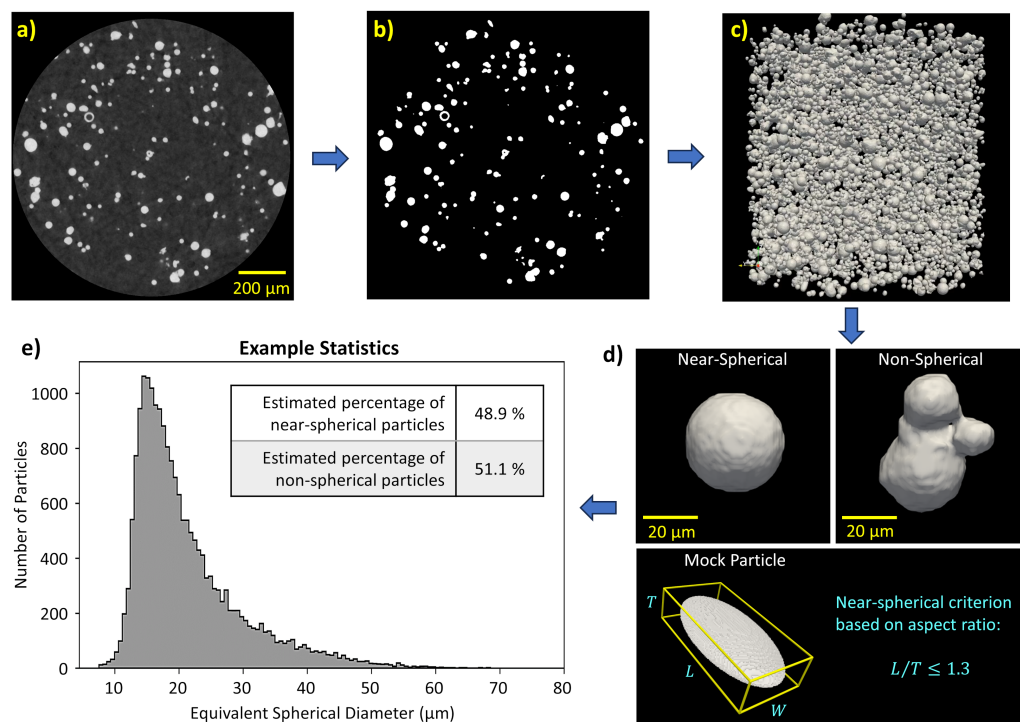 a)
200 µm
b)
c)
d)
Near-Spherical
20 µm
Non-Spherical
20 µm
Mock Particle
T
L
W
Near-spherical criterion
based on aspect ratio:
L/T ≤ 1.3
e)
Example Statistics
Number of Particles
1000
800
600
400
200
0
Estimated percentage of
near-spherical particles
48.9 %
Estimated percentage of
non-spherical particles
51.1 %
10 20 30 40 50 60 70 80
Equivalent Spherical Diameter (µm)